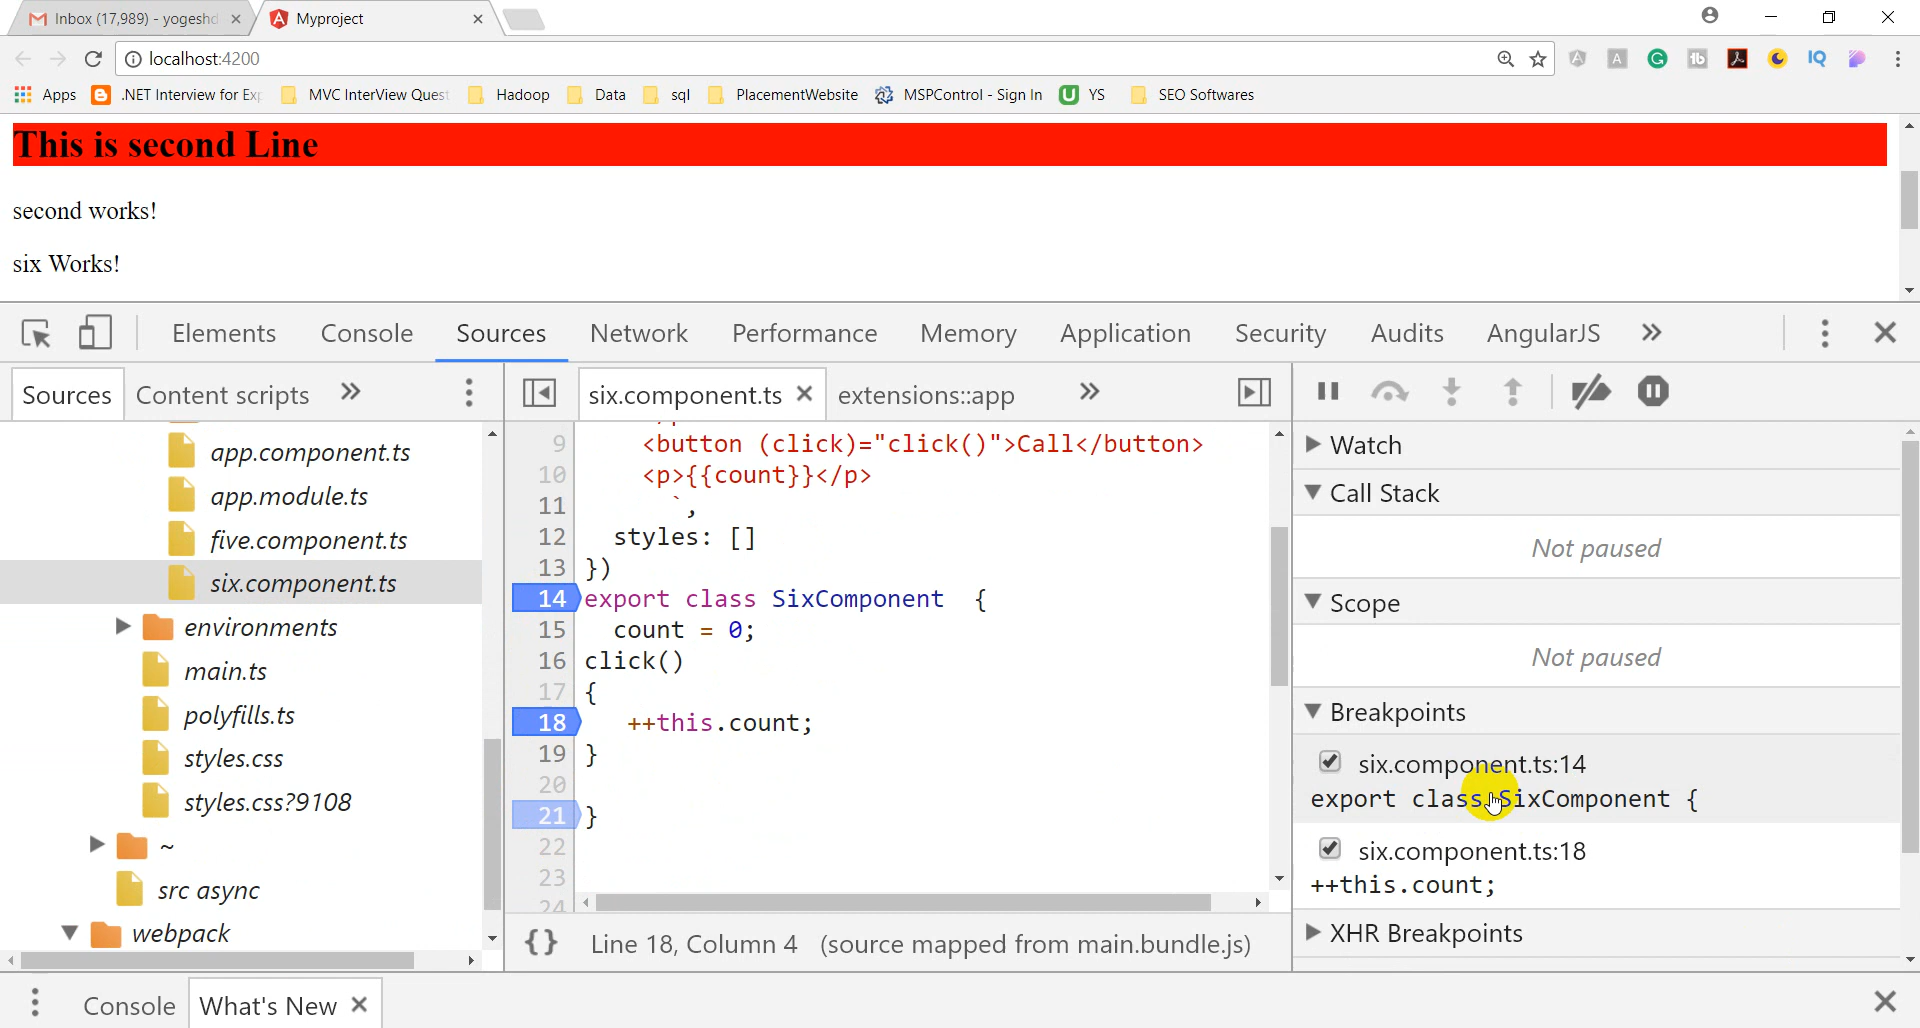 Inbox (17,989) - yogeshd
Myproject
localhost:4200
Apps
.NET Interview for Exp
MVC InterView Quest
Hadoop
Data
sql
PlacementWebsite
MSPControl - Sign In
YS
SEO Softwares
This is second Line
second works!
six Works!
Elements Console Sources Network Performance Memory Application Security Audits AngularJS
Sources Content scripts
six.component.ts
extensions::app
app.component.ts
app.module.ts
five.component.ts
six.component.ts
environments
main.ts
polyfills.ts
styles.css
styles.css?9108
~
src async
webpack
9 <button (click)="click()">Call</button>
10 <p>{{count}}</p>
11 `,
12 styles: []
13 })
14 export class SixComponent {
15 count = 0;
16 click()
17 {
18 ++this.count;
19 }
20
21 }
22
23
24
{} Line 18, Column 4 (source mapped from main.bundle.js)
Watch
Call Stack
Not paused
Scope
Not paused
Breakpoints
six.component.ts:14
export class SixComponent {
six.component.ts:18
++this.count;
XHR Breakpoints
Console What's New